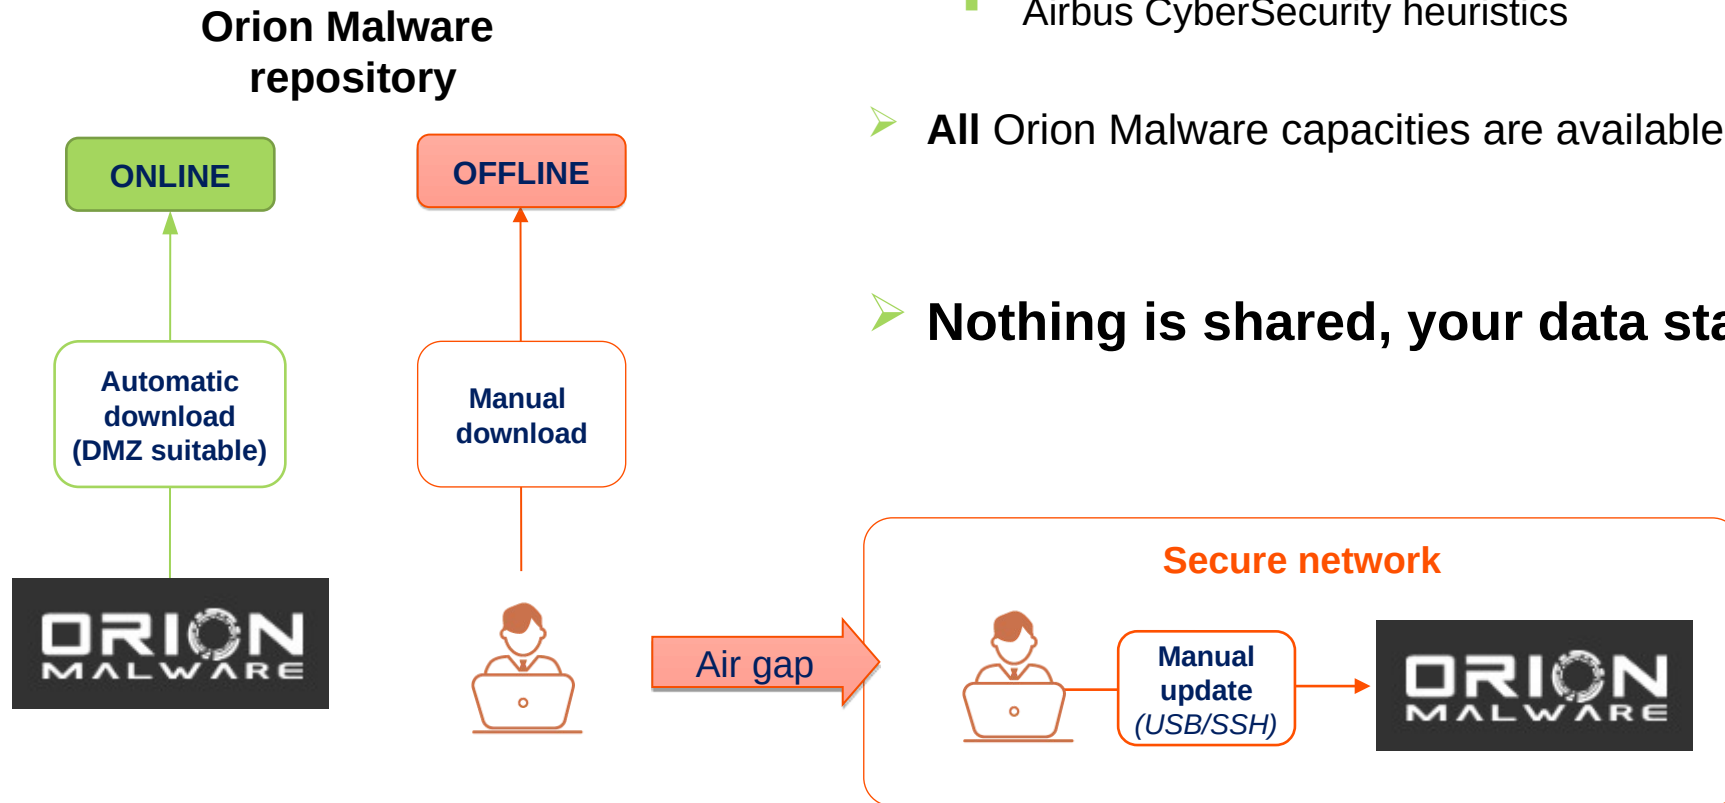 Orion Malware
repository
ONLINE
OFFLINE
Automatic
download
(DMZ suitable)
Manual
download
ORION
MALWARE
Air gap
Airbus CyberSecurity heuristics
All Orion Malware capacities are available
Nothing is shared, your data sta
Secure network
Manual
update
(USB/SSH)
ORION
MALWARE